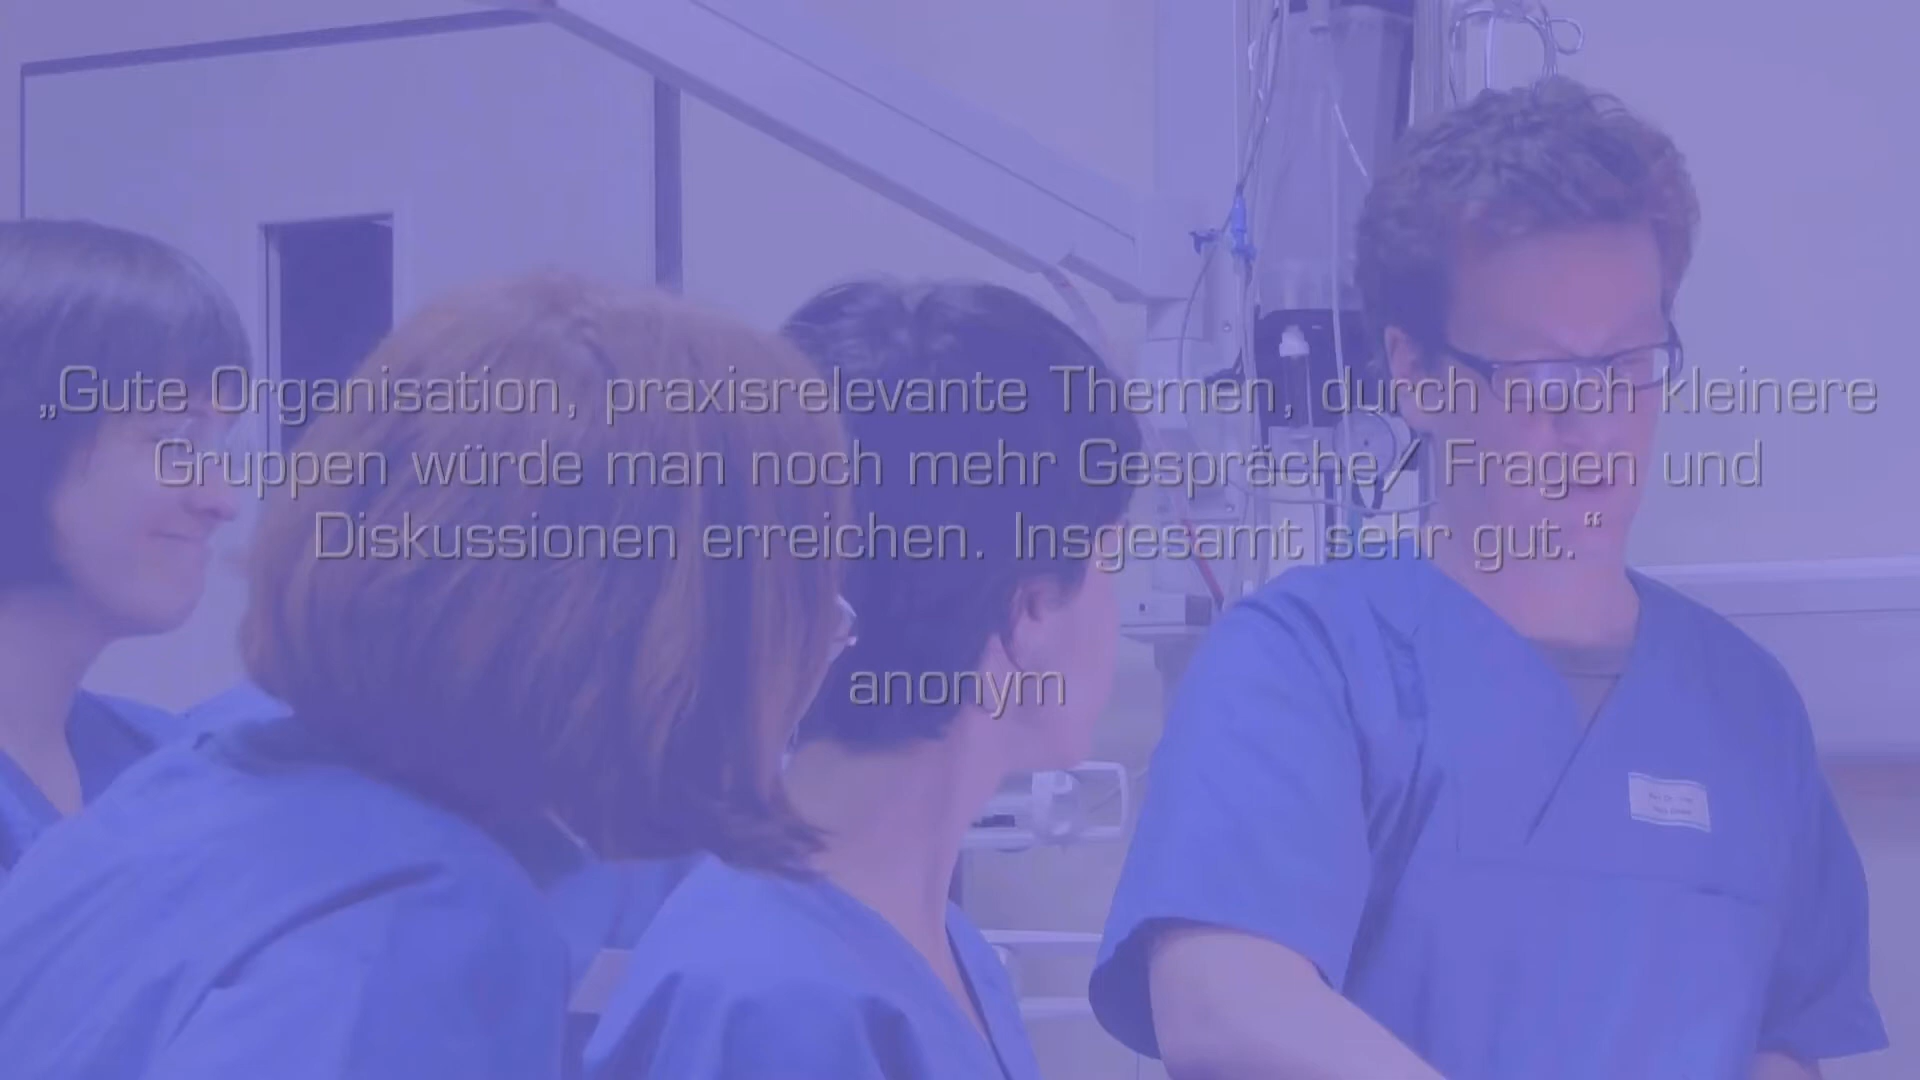 „Gute Organisation, praxisrelevante Themen, durch noch kleinere
Gruppen würde man noch mehr Gespräche/ Fragen und
Diskussionen erreichen. Insgesamt sehr gut.“
anonym